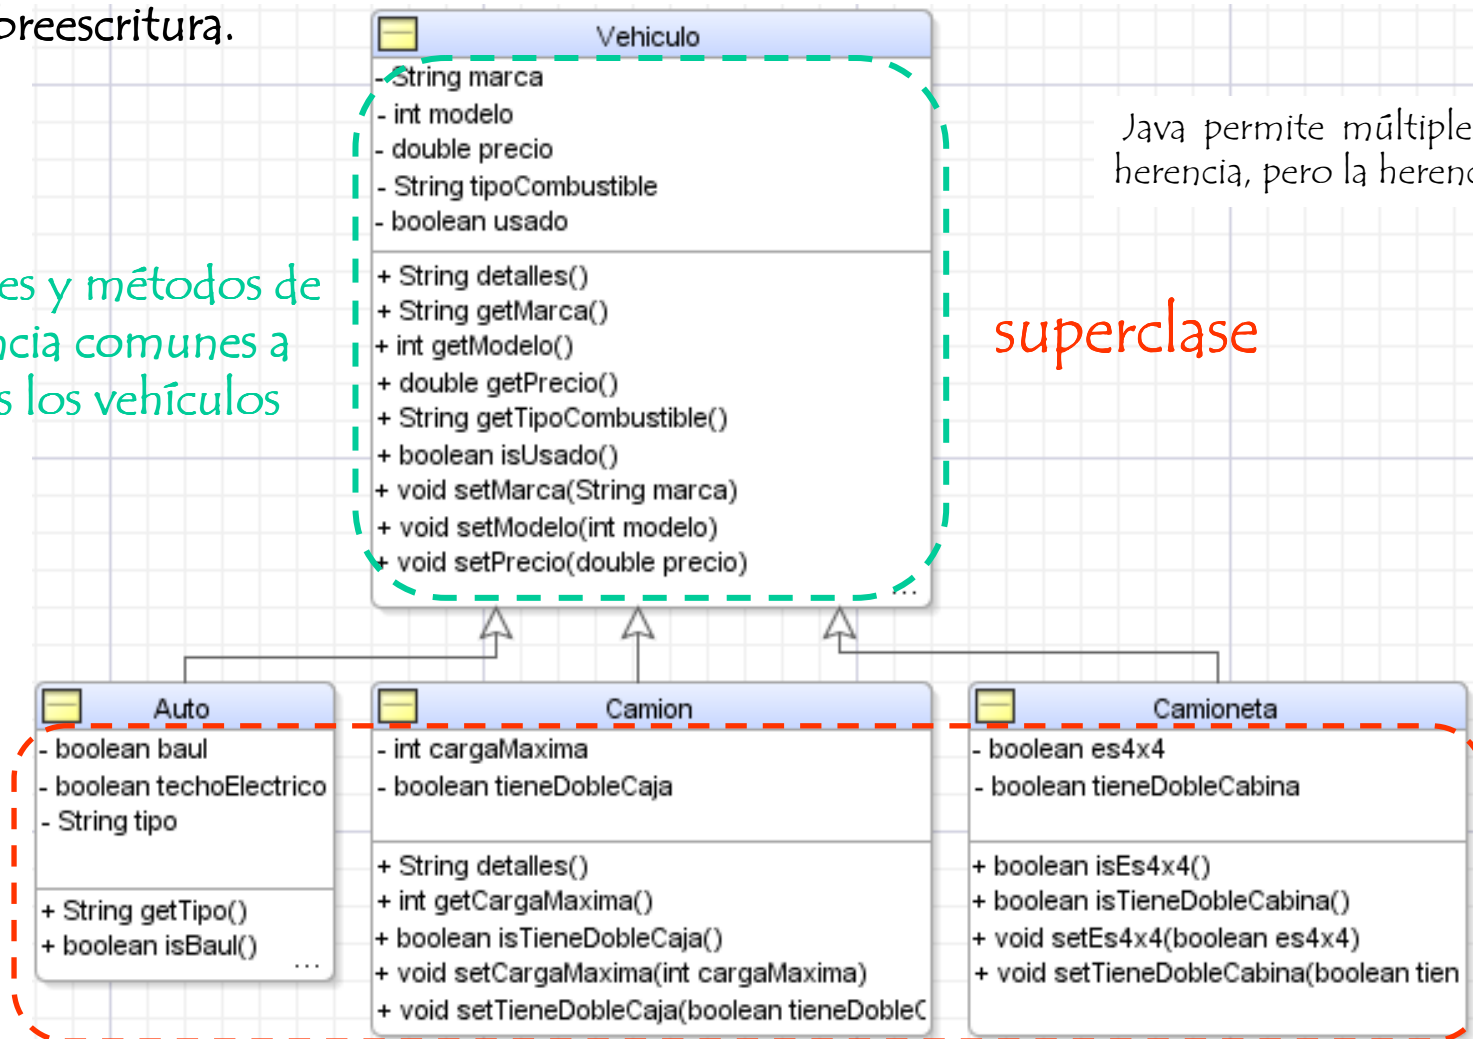 preescritura.
Vehiculo
- String marca
- int modelo
- double precio
- String tipoCombustible
- boolean usado
+ String detalles()
+ String getMarca()
+ int getModelo()
+ double getPrecio()
+ String getTipoCombustible()
+ boolean isUsado()
+ void setMarca(String marca)
+ void setModelo(int modelo)
+ void setPrecio(double precio)
...
Java permite múltiple
herencia, pero la herenc
es y métodos de
ncia comunes a
s los vehículos
superclase
Auto
- boolean baul
- boolean techoElectrico
- String tipo
+ String getTipo()
+ boolean isBaul()
...
Camion
- int cargaMaxima
- boolean tieneDobleCaja
+ String detalles()
+ int getCargaMaxima()
+ boolean isTieneDobleCaja()
+ void setCargaMaxima(int cargaMaxima)
+ void setTieneDobleCaja(boolean tieneDobleC
Camioneta
- boolean es4x4
- boolean tieneDobleCabina
+ boolean isEs4x4()
+ boolean isTieneDobleCabina()
+ void setEs4x4(boolean es4x4)
+ void setTieneDobleCabina(boolean tien